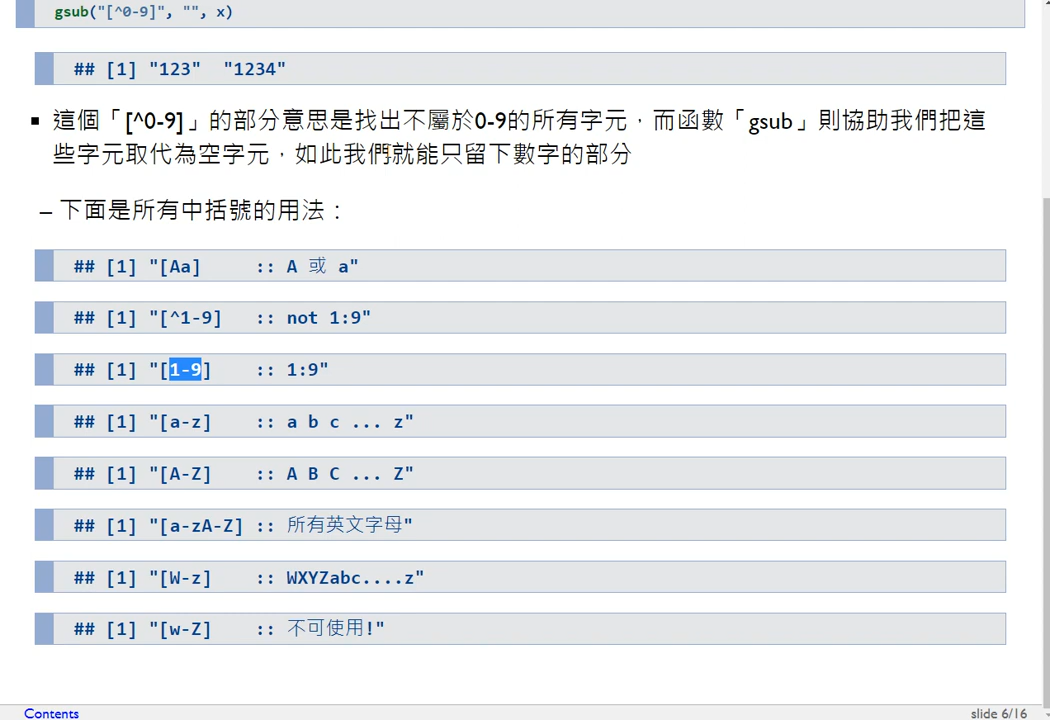 gsub("[^0-9]", "", x)
## [1] "123"  "1234"
▪ 這個「[^0-9]」的部分意思是找出不屬於0-9的所有字元，而函數「gsub」則協助我們把這
些字元取代為空字元，如此我們就能只留下數字的部分
– 下面是所有中括號的用法：
## [1] "[Aa]     :: A 或 a"
## [1] "[^1-9]   :: not 1:9"
## [1] "[1-9]    :: 1:9"
## [1] "[a-z]    :: a b c ... z"
## [1] "[A-Z]    :: A B C ... Z"
## [1] "[a-zA-Z] :: 所有英文字母"
## [1] "[W-z]    :: WXYZabc....z"
## [1] "[w-Z]    :: 不可使用!"
Contents
slide 6/16